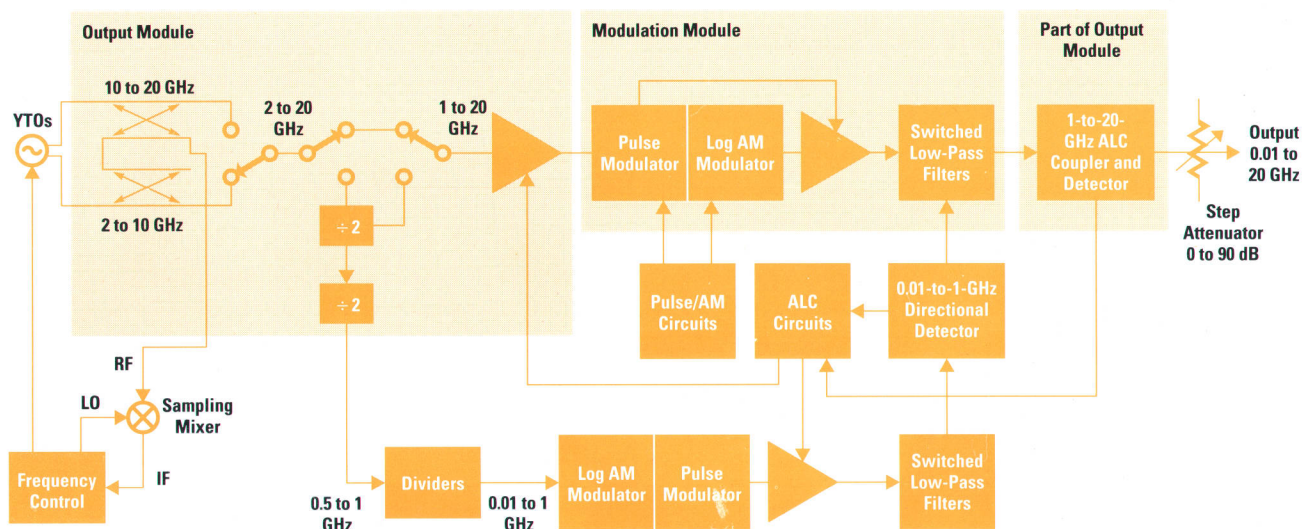 Output Module
Modulation Module
Part of Output
Module
10 to 20 GHz
YTOs
2 to 20
GHz
1 to 20
GHz
2 to 10 GHz
÷ 2
÷ 2
Pulse
Modulator
Log AM
Modulator
Switched
Low-Pass
Filters
1-to-20-
GHz ALC
Coupler and
Detector
Output
0.01 to
20 GHz
Step
Attenuator
0 to 90 dB
Pulse/AM
Circuits
ALC
Circuits
0.01-to-1-GHz
Directional
Detector
RF
LO
Sampling
Mixer
IF
Frequency
Control
0.5 to 1
GHz
Dividers
0.01 to 1
GHz
Log AM
Modulator
Pulse
Modulator
Switched
Low-Pass
Filters